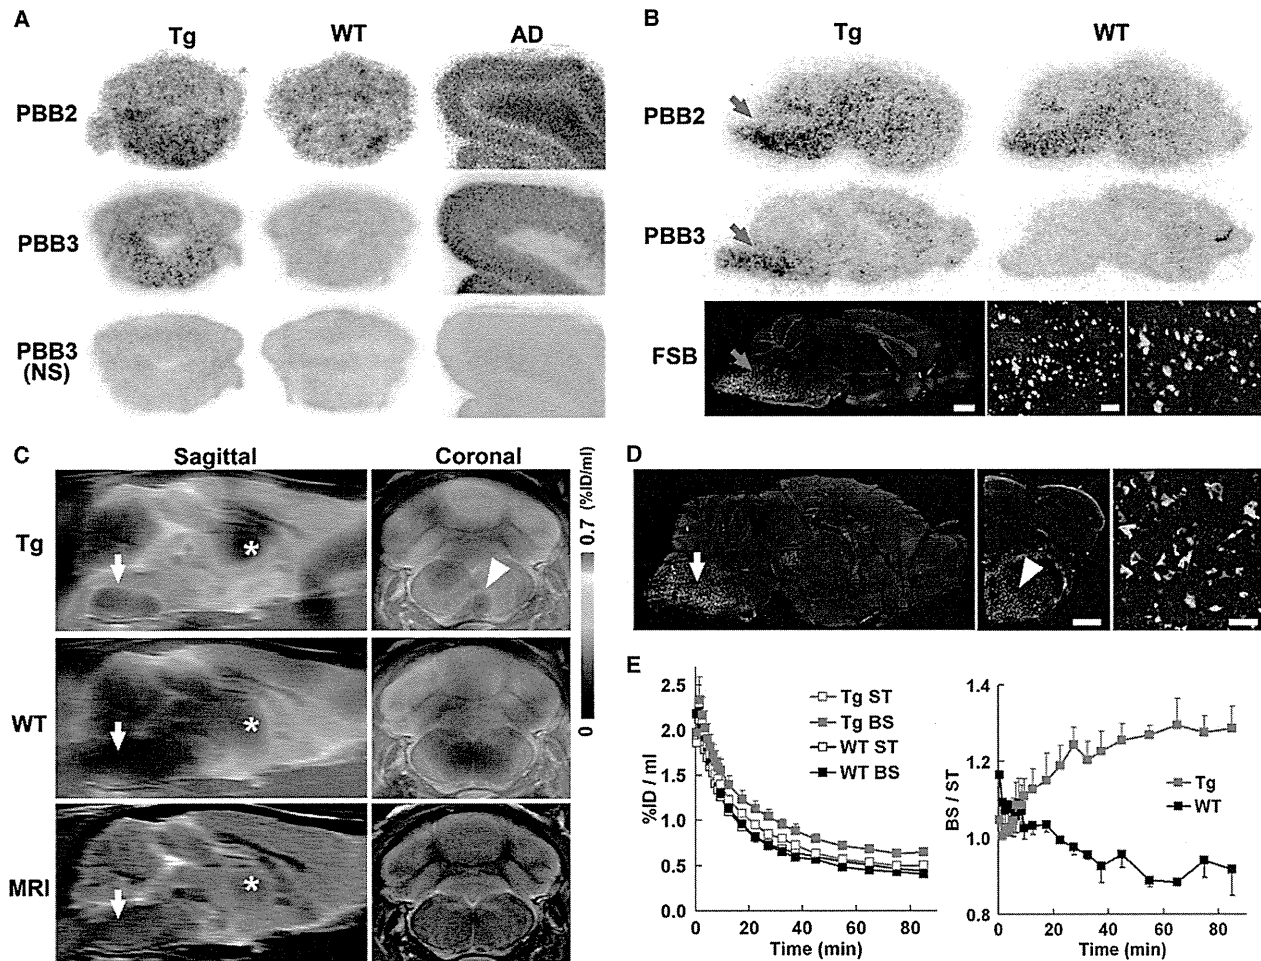 A
Tg
WT
AD
PBB2
PBB3
PBB3
(NS)
B
Tg
WT
PBB2
PBB3
FSB
C
Sagittal
Coronal
Tg
*
WT
*
MRI
*
0
0.7 (%ID/ml)
D
E
2.5
2.0
1.5
1.0
0.5
0
%ID / ml
0
20
40
60
80
Time (min)
Tg ST
Tg BS
WT ST
WT BS
1.4
1.2
1.0
0.8
BS / ST
0
20
40
60
80
Time (min)
Tg
WT